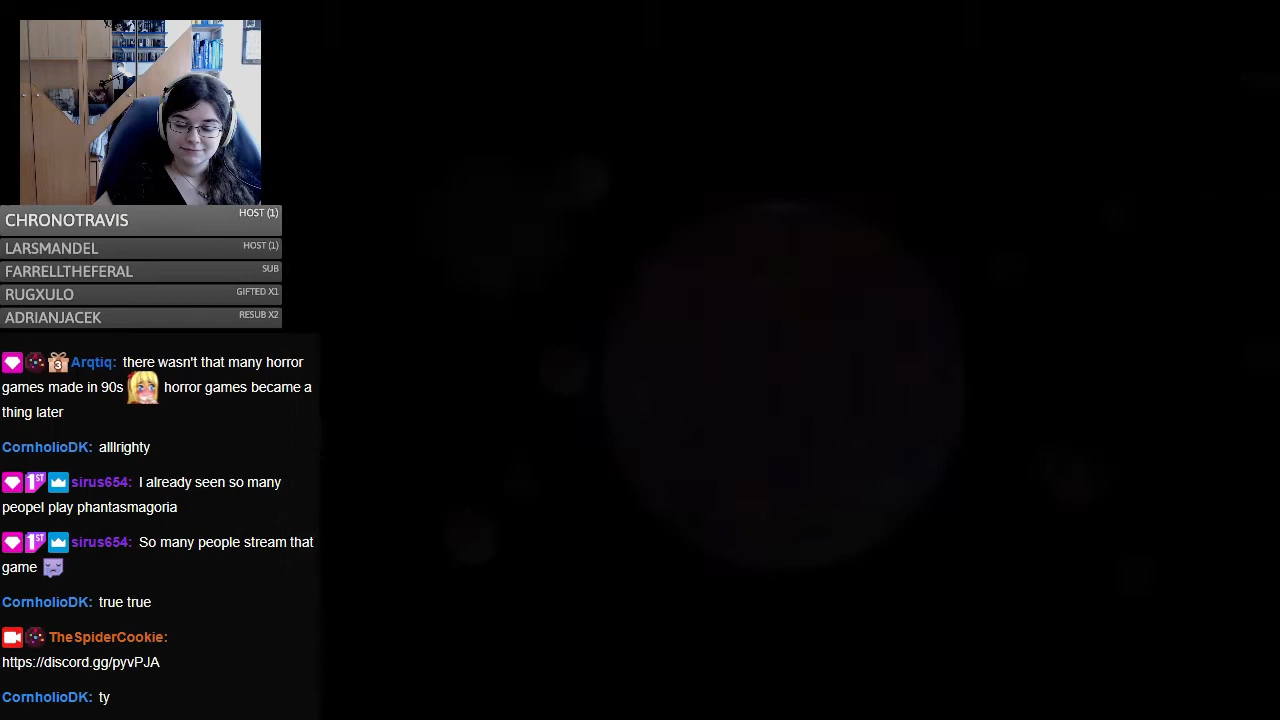 CHRONOTRAVIS HOST (1)
LARSMANDEL HOST (1)
FARRELLTHEFERAL SUB
RUGXULO GIFTED X1
ADRIANJACEK RESUB X2
3 Arqtiq: there wasn't that many horror
games made in 90s horror games became a
thing later
CornholioDK: alllrighty
1ST sirus654: I already seen so many
peopel play phantasmagoria
1ST sirus654: So many people stream that
game
CornholioDK: true true
TheSpiderCookie:
https://discord.gg/pyvPJA
CornholioDK: ty